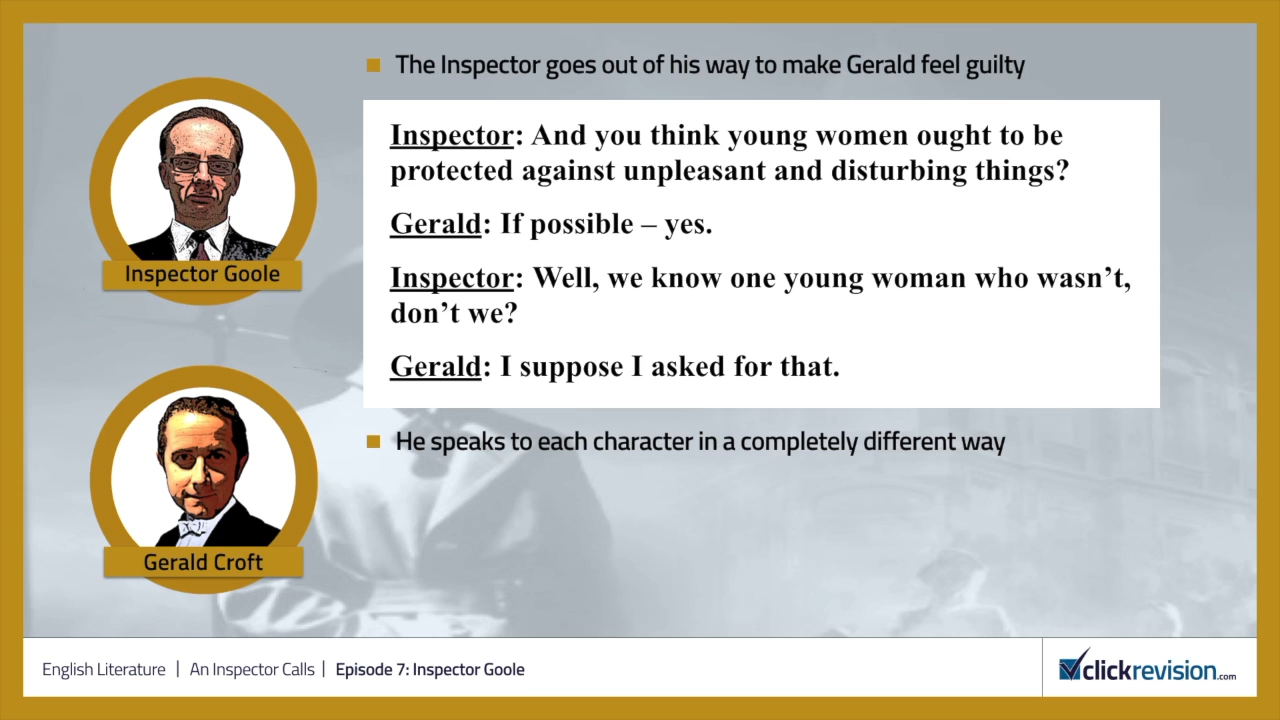 The Inspector goes out of his way to make Gerald feel guilty
Inspector: And you think young women ought to be
protected against unpleasant and disturbing things?
Gerald: If possible – yes.
Inspector: Well, we know one young woman who wasn’t,
don’t we?
Gerald: I suppose I asked for that.
He speaks to each character in a completely different way
Inspector Goole
Gerald Croft
English Literature | An Inspector Calls | Episode 7: Inspector Goole
clickrevision.com